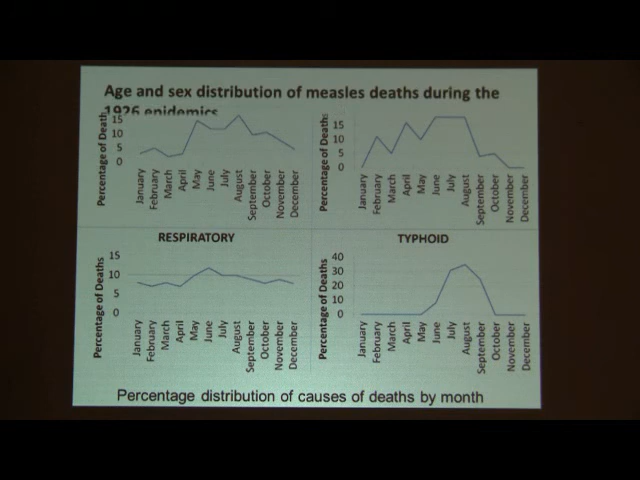 Age and sex distribution of measles deaths during the
1926 epidemics
Percentage of Death
15
10
5
0
January
February
March
April
May
June
July
August
September
October
November
December
Percentage of Deaths
15
10
5
0
January
February
March
April
May
June
July
August
September
October
November
December
RESPIRATORY
Percentage of Deaths
15
10
5
0
January
February
March
April
May
June
July
August
September
October
November
December
TYPHOID
Percentage of Deaths
40
30
20
10
0
January
February
March
April
May
June
July
August
September
October
November
December
Percentage distribution of causes of deaths by month